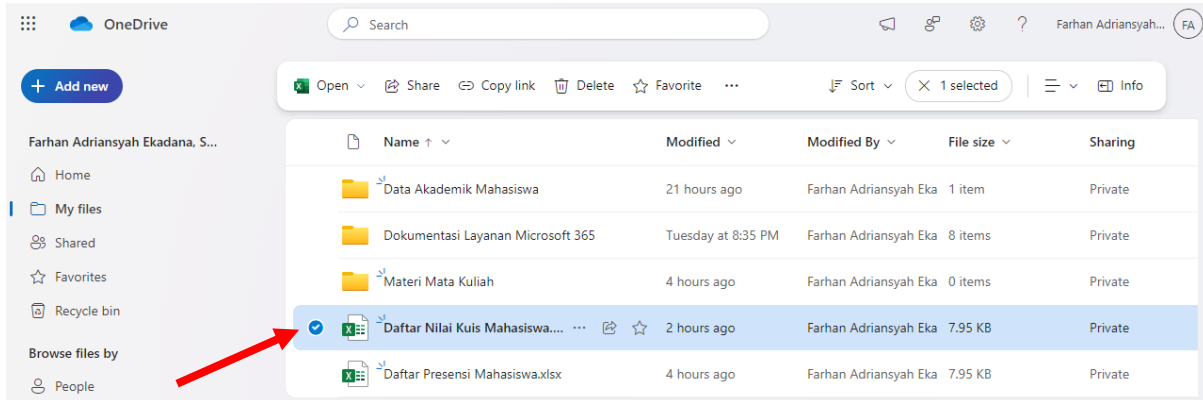 OneDrive
Search
Farhan Adriansyah...
FA
Add new
Open
Share
Copy link
Delete
Favorite
...
Sort
1 selected
Info
Farhan Adriansyah Ekadana, S...
Home
My files
Shared
Favorites
Recycle bin
Browse files by
People
Name Modified Modified By File size Sharing
Data Akademik Mahasiswa 21 hours ago Farhan Adriansyah Eka 1 item Private
Dokumentasi Layanan Microsoft 365 Tuesday at 8:35 PM Farhan Adriansyah Eka 8 items Private
Materi Mata Kuliah 4 hours ago Farhan Adriansyah Eka 0 items Private
Daftar Nilai Kuis Mahasiswa.... ... 2 hours ago Farhan Adriansyah Eka 7.95 KB Private
Daftar Presensi Mahasiswa.xlsx 4 hours ago Farhan Adriansyah Eka 7.95 KB Private